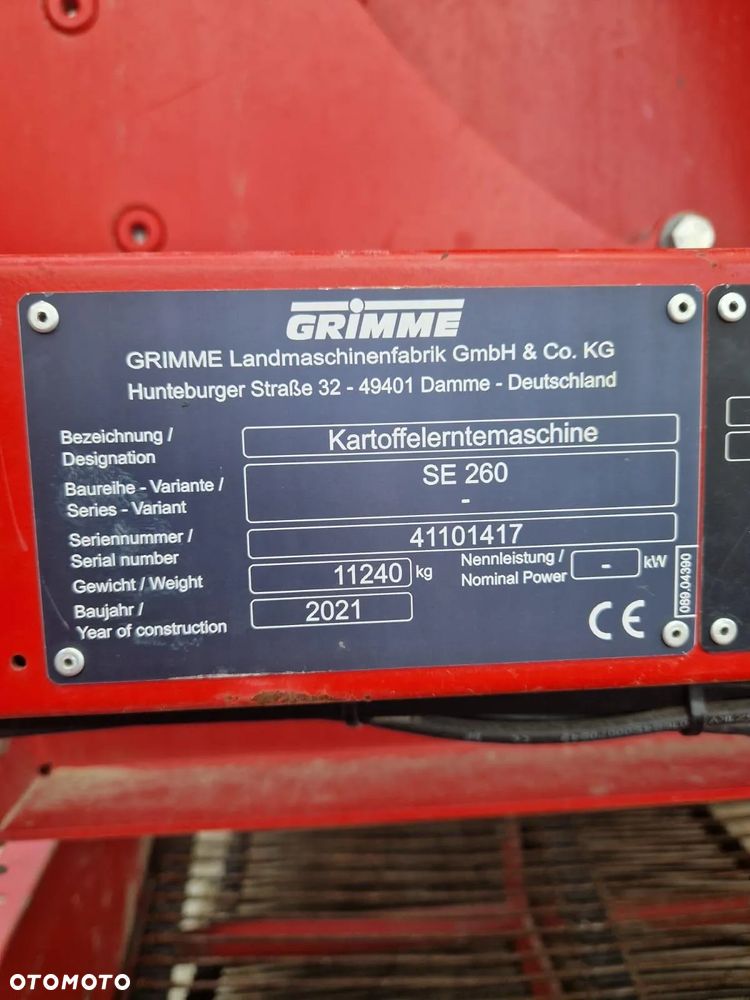 GRIMME
GRIMME Landmaschinenfabrik GmbH & Co. KG
Hunteburger Straße 32 - 49401 Damme - Deutschland
Bezeichnung /
Designation
Kartoffelerntemaschine
Baureihe - Variante /
Series - Variant
SE 260
-
Seriennummer /
Serial number
41101417
Gewicht / Weight
11240 kg
Nennleistung /
Nominal Power
- kW
Baujahr /
Year of construction
2021
CE
089.04390
OTOMOTO